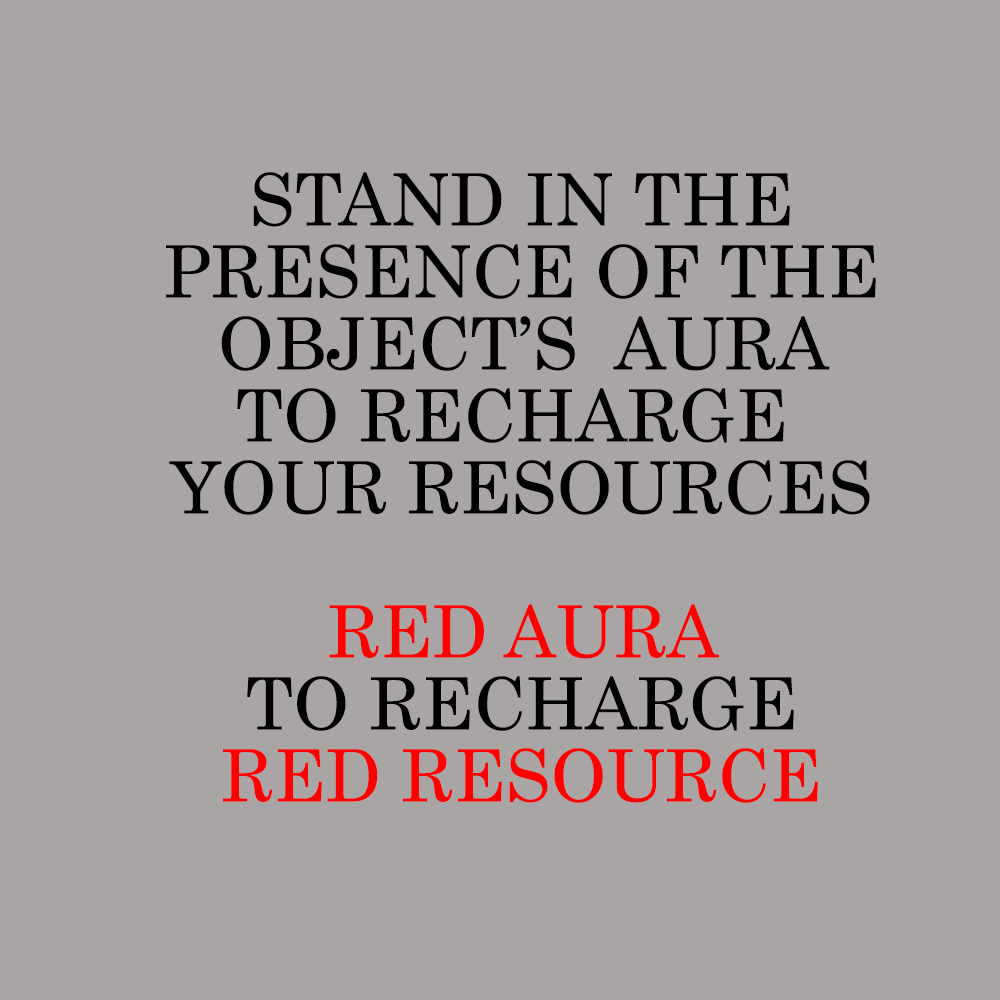 STAND IN THE
PRESENCE OF THE
OBJECT’S  AURA
TO RECHARGE
YOUR RESOURCES
RED AURA
TO RECHARGE
RED RESOURCE